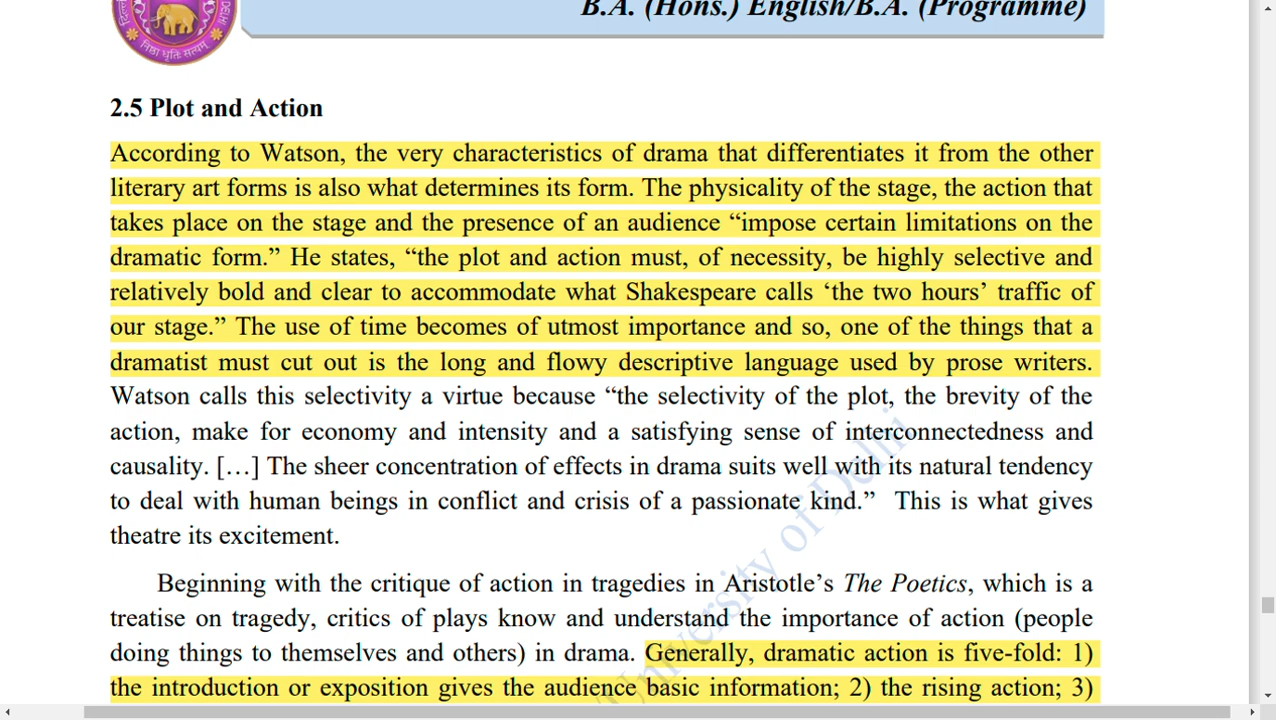 B.A. (Hons.) English/B.A. (Programme)
निष्ठा धृति सत्यम्
2.5 Plot and Action
According to Watson, the very characteristics of drama that differentiates it from the other
literary art forms is also what determines its form. The physicality of the stage, the action that
takes place on the stage and the presence of an audience “impose certain limitations on the
dramatic form.” He states, “the plot and action must, of necessity, be highly selective and
relatively bold and clear to accommodate what Shakespeare calls ‘the two hours’ traffic of
our stage.” The use of time becomes of utmost importance and so, one of the things that a
dramatist must cut out is the long and flowy descriptive language used by prose writers.
Watson calls this selectivity a virtue because “the selectivity of the plot, the brevity of the
action, make for economy and intensity and a satisfying sense of interconnectedness and
causality. […] The sheer concentration of effects in drama suits well with its natural tendency
to deal with human beings in conflict and crisis of a passionate kind.” This is what gives
theatre its excitement.
Beginning with the critique of action in tragedies in Aristotle’s The Poetics, which is a
treatise on tragedy, critics of plays know and understand the importance of action (people
doing things to themselves and others) in drama. Generally, dramatic action is five-fold: 1)
the introduction or exposition gives the audience basic information; 2) the rising action; 3)
University of Delhi